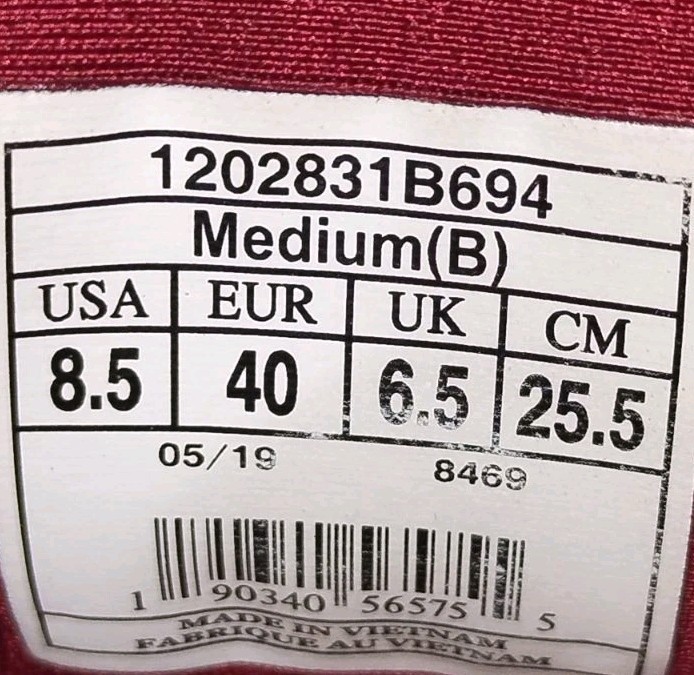 1202831B694
Medium(B)
USA EUR UK CM
8.5 40 6.5 25.5
05/19 8469
1 90340 56575 5
MADE IN VIETNAM
FABRIQUE AU VIETNAM